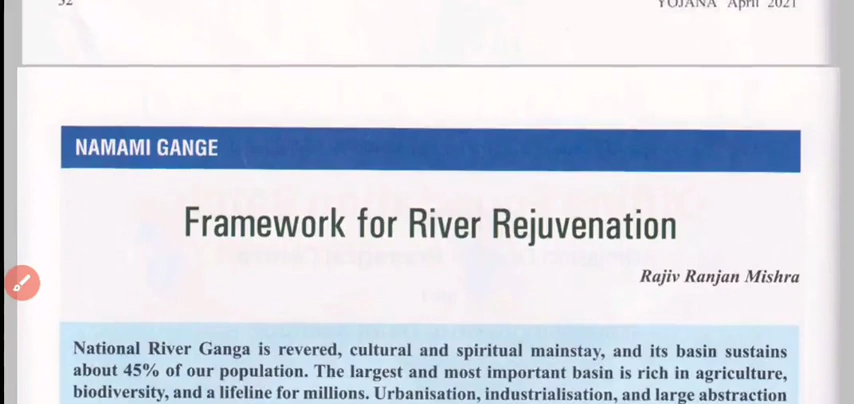 32
YOJANA April 2021
NAMAMI GANGE
Framework for River Rejuvenation
Rajiv Ranjan Mishra
National River Ganga is revered, cultural and spiritual mainstay, and its basin sustains
about 45% of our population. The largest and most important basin is rich in agriculture,
biodiversity, and a lifeline for millions. Urbanisation, industrialisation, and large abstraction